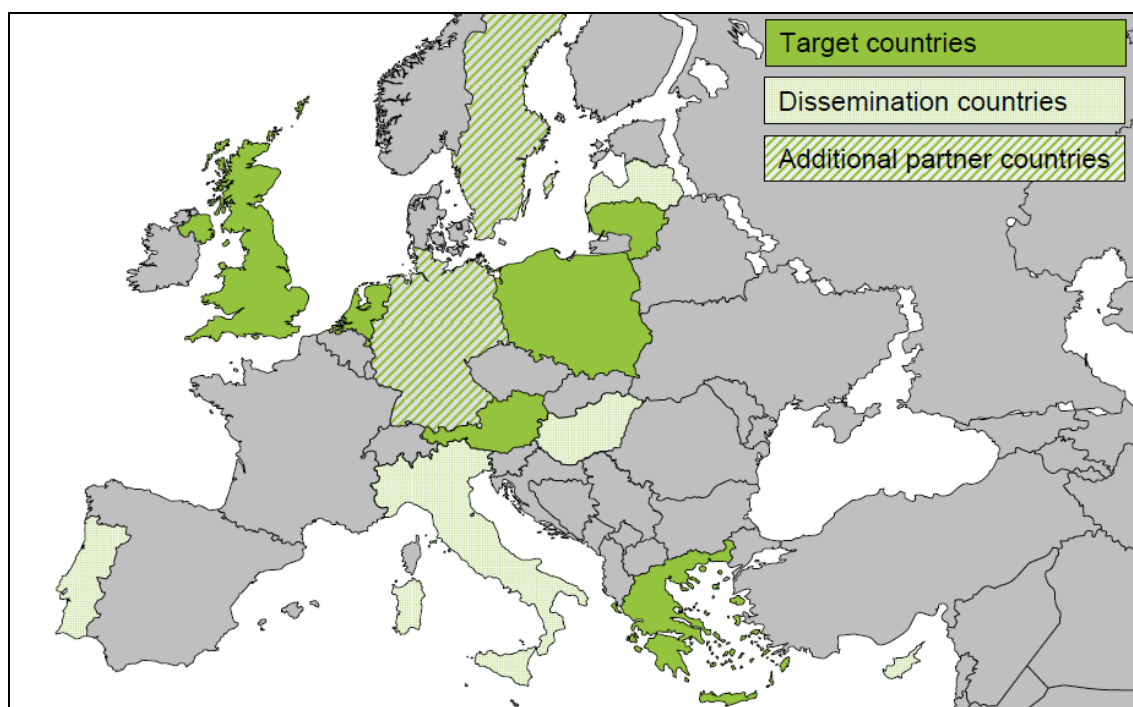 Target countries
Dissemination countries
Additional partner countries